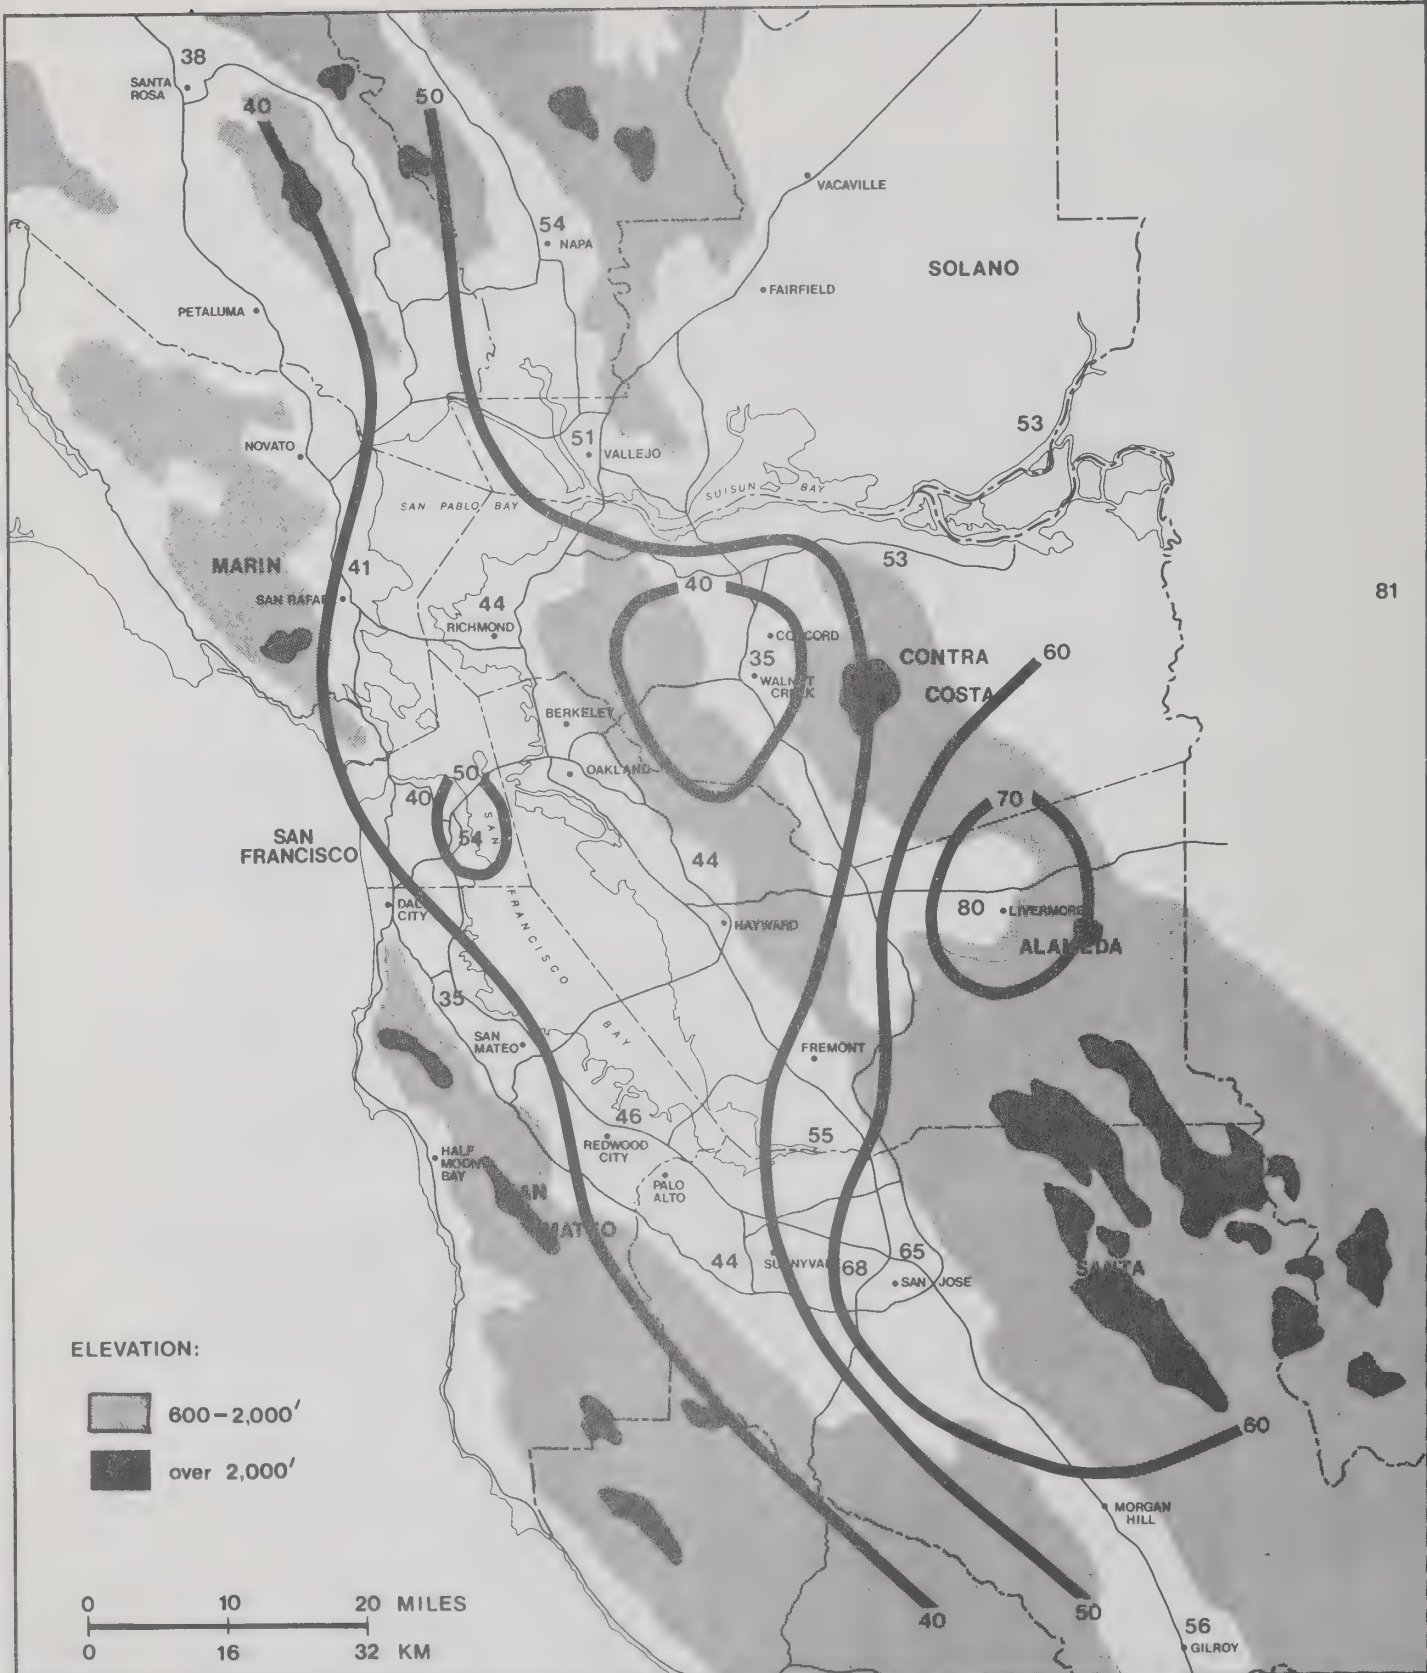 38
SANTA
ROSA
40
50
VACAVILLE
54
NAPA
SOLANO
FAIRFIELD
PETALUMA
53
51
NOVATO
VALLEJO
SUISUN BAY
SAN PABLO BAY
53
MARIN
41
40
81
SAN RAFAEL
44
RICHMOND
CONCORD
35
CONTRA
COSTA
60
WALNUT
CREEK
BERKELEY
50
OAKLAND
40
70
54
SAN
FRANCISCO
BAY
SAN
FRANCISCO
44
80
LIVERMORE
DALY
CITY
HAYWARD
ALAMEDA
35
SAN
MATEO
FREMONT
46
REDWOOD
CITY
55
HALF
MOON
BAY
PALO
ALTO
SAN
MATEO
44
SUNNYVALE
68
65
SAN JOSE
SANTA
ELEVATION:
600-2,000'
over 2,000'
60
MORGAN
HILL
0 10 20 MILES
0 16 32 KM
40
50
56
GILROY